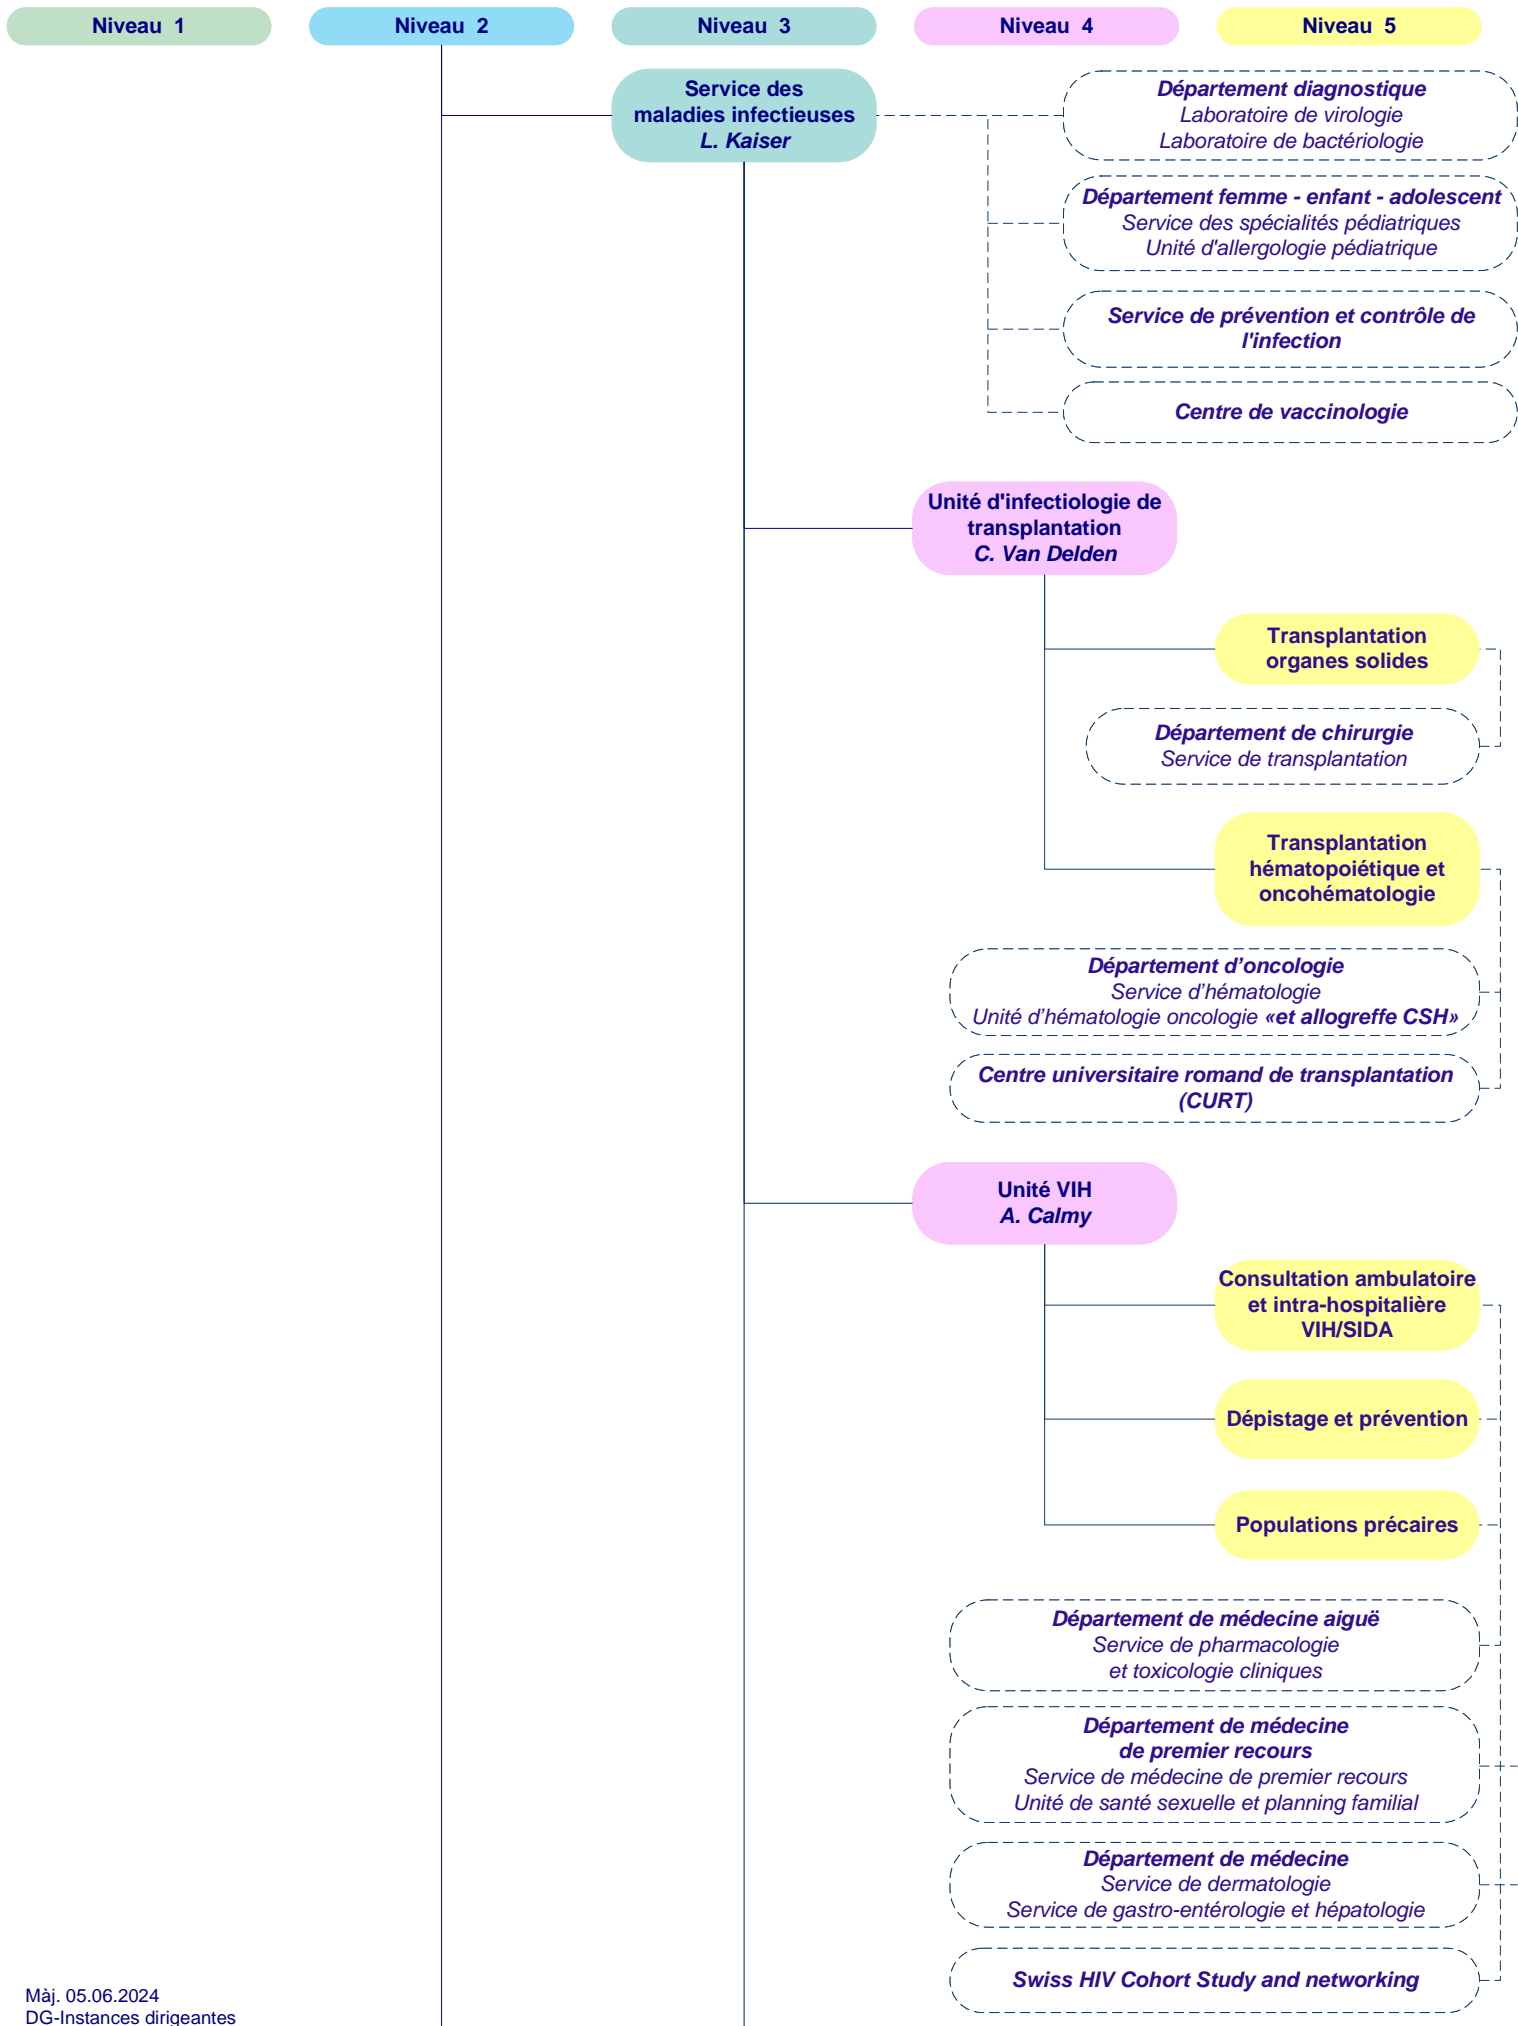 Niveau 1
Niveau 2
Niveau 3
Niveau 4
Niveau 5
Service des
maladies infectieuses
L. Kaiser
Département diagnostique
Laboratoire de virologie
Laboratoire de bactériologie
Département femme - enfant - adolescent
Service des spécialités pédiatriques
Unité d'allergologie pédiatrique
Service de prévention et contrôle de
l'infection
Centre de vaccinologie
Unité d'infectiologie de
transplantation
C. Van Delden
Transplantation
organes solides
Département de chirurgie
Service de transplantation
Transplantation
hématopoiétique et
oncohématologie
Département d’oncologie
Service d’hématologie
Unité d’hématologie oncologie «et allogreffe CSH»
Centre universitaire romand de transplantation
(CURT)
Unité VIH
A. Calmy
Consultation ambulatoire
et intra-hospitalière
VIH/SIDA
Dépistage et prévention
Populations précaires
Département de médecine aiguë
Service de pharmacologie
et toxicologie cliniques
Département de médecine
de premier recours
Service de médecine de premier recours
Unité de santé sexuelle et planning familial
Département de médecine
Service de dermatologie
Service de gastro-entérologie et hépatologie
Swiss HIV Cohort Study and networking
Màj. 05.06.2024
DG-Instances dirigeantes